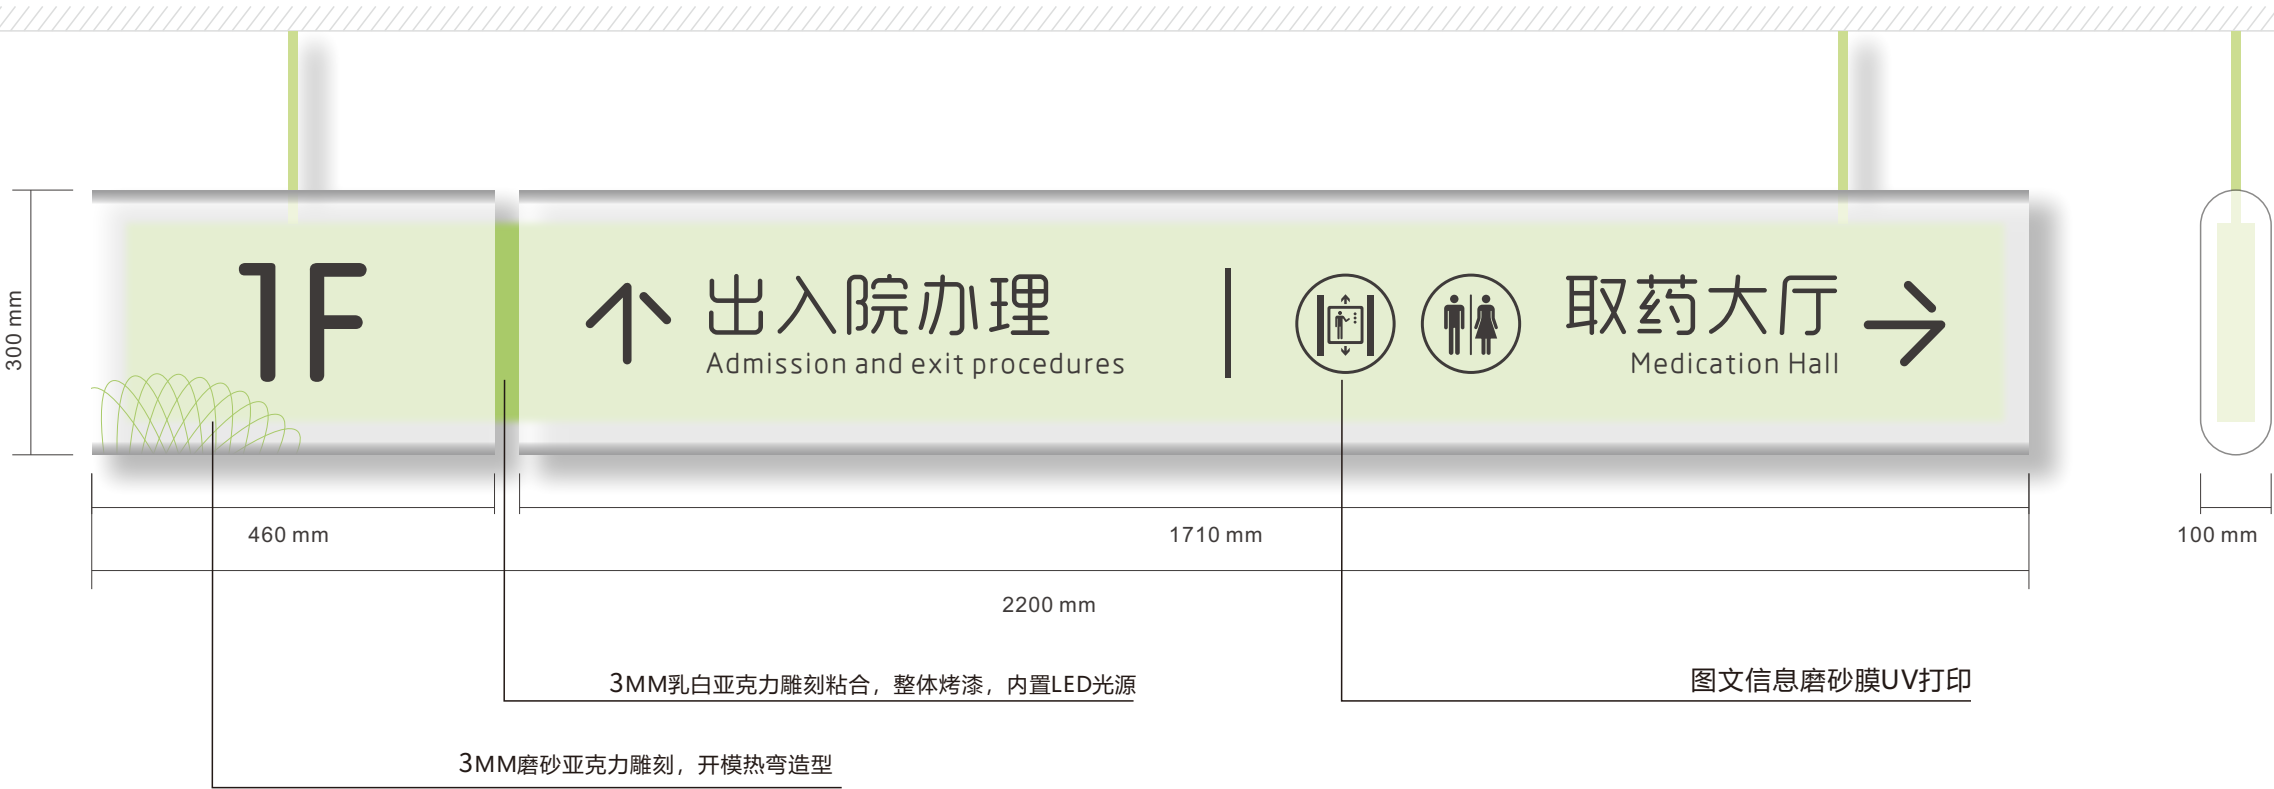 1F
出入院办理
Admission and exit procedures
取药大厅
Medication Hall
300 mm
460 mm
1710 mm
100 mm
2200 mm
3MM乳白亚克力雕刻粘合，整体烤漆，内置LED光源
图文信息磨砂膜UV打印
3MM磨砂亚克力雕刻，开模热弯造型